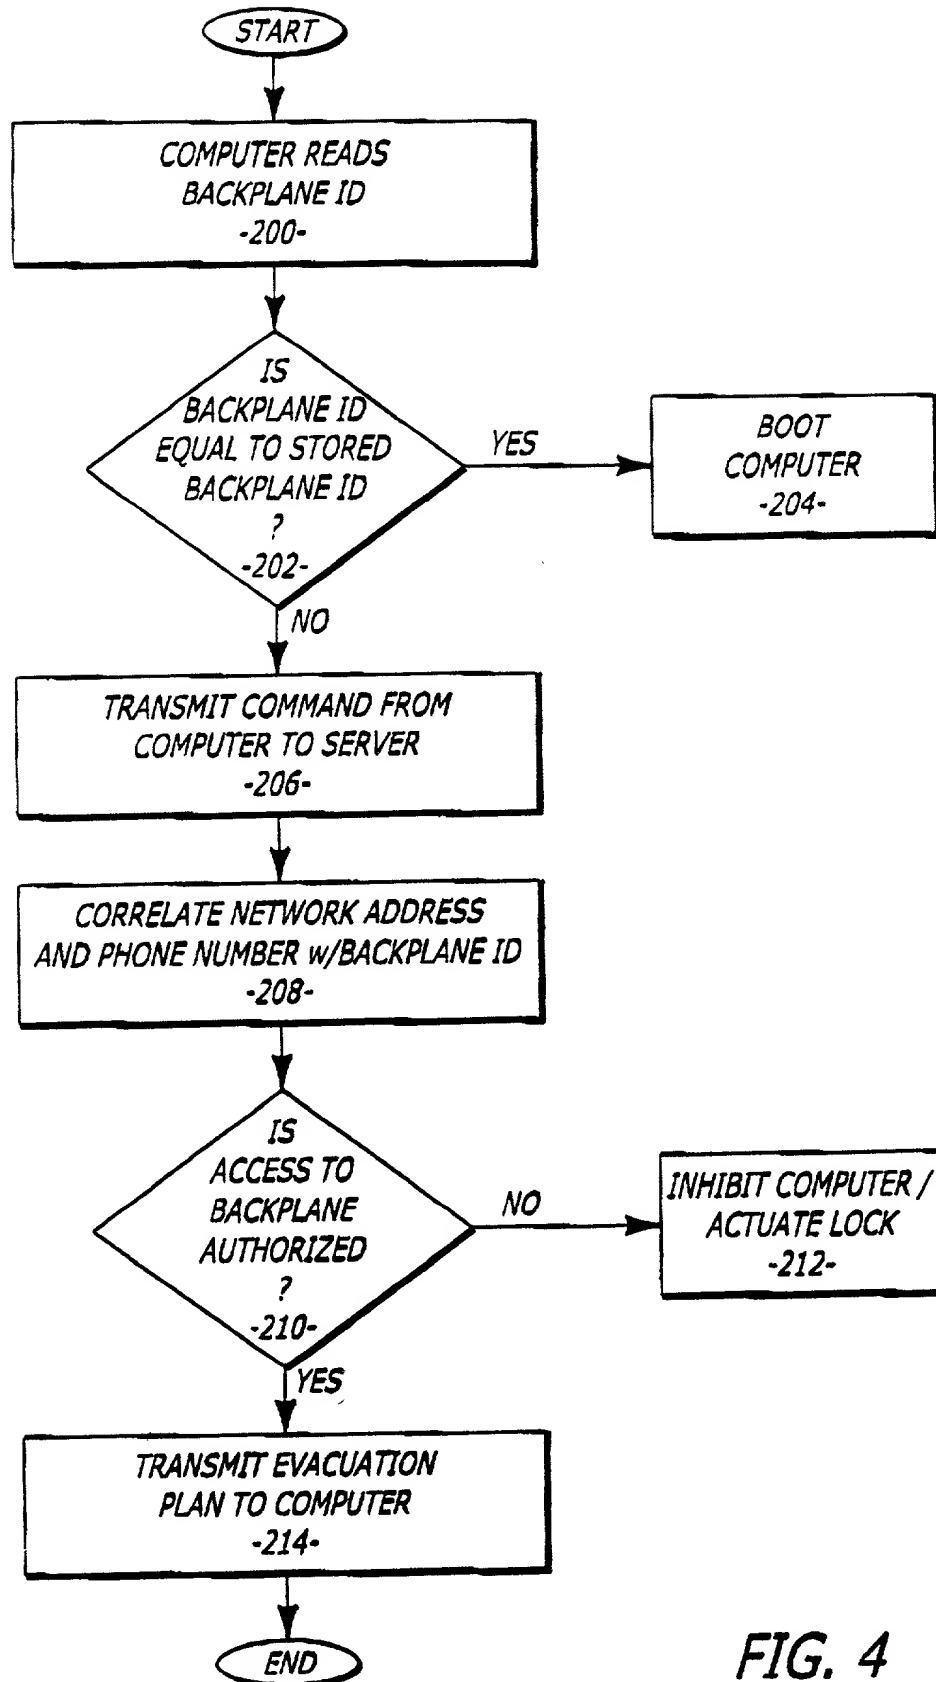 START
COMPUTER READS
BACKPLANE ID
-200-
IS
BACKPLANE ID
EQUAL TO STORED
BACKPLANE ID
?
-202-
YES
BOOT
COMPUTER
-204-
NO
TRANSMIT COMMAND FROM
COMPUTER TO SERVER
-206-
CORRELATE NETWORK ADDRESS
AND PHONE NUMBER w/BACKPLANE ID
-208-
IS
ACCESS TO
BACKPLANE
AUTHORIZED
?
-210-
NO
INHIBIT COMPUTER /
ACTUATE LOCK
-212-
YES
TRANSMIT EVACUATION
PLAN TO COMPUTER
-214-
END
FIG. 4